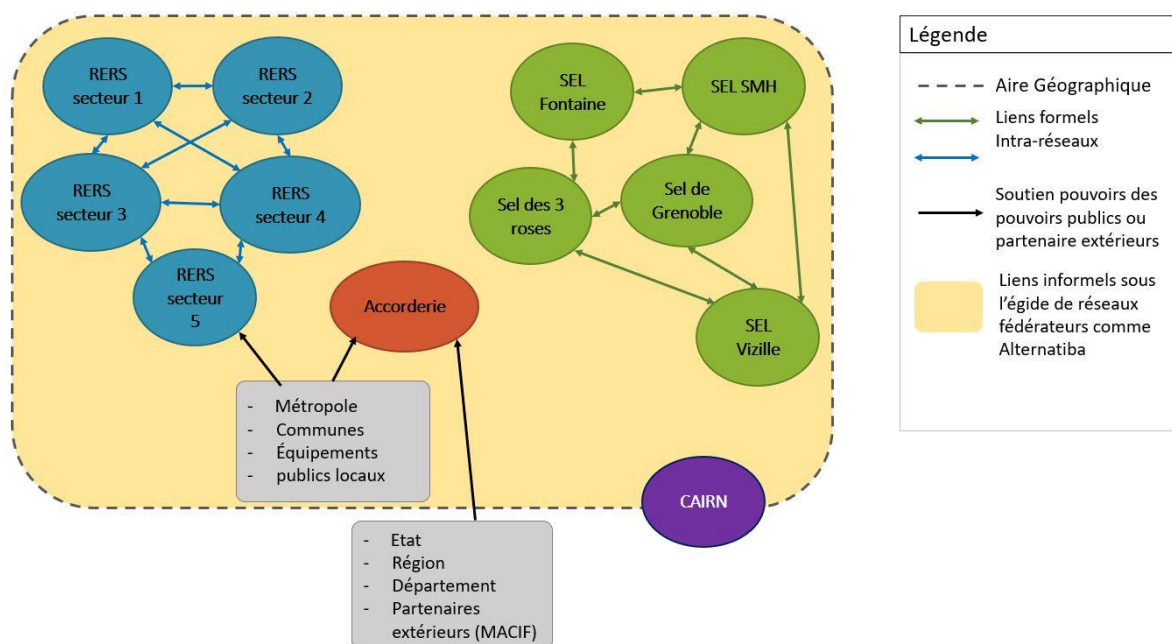 RERS
secteur 1
RERS
secteur 2
RERS
secteur 3
RERS
secteur 4
RERS
secteur
5
Accorderie
SEL
Fontaine
SEL SMH
Sel des 3
roses
Sel de
Grenoble
SEL
Vizille
- Métropole
- Communes
- Équipements
- publics locaux
CAIRN
- Etat
- Région
- Département
- Partenaires
extérieurs (MACIF)
Légende
Aire Géographique
Liens formels
Intra-réseaux
Soutien pouvoirs des
pouvoirs publics ou
partenaire extérieurs
Liens informels sous
l'égide de réseaux
fédérateurs comme
Alternatiba